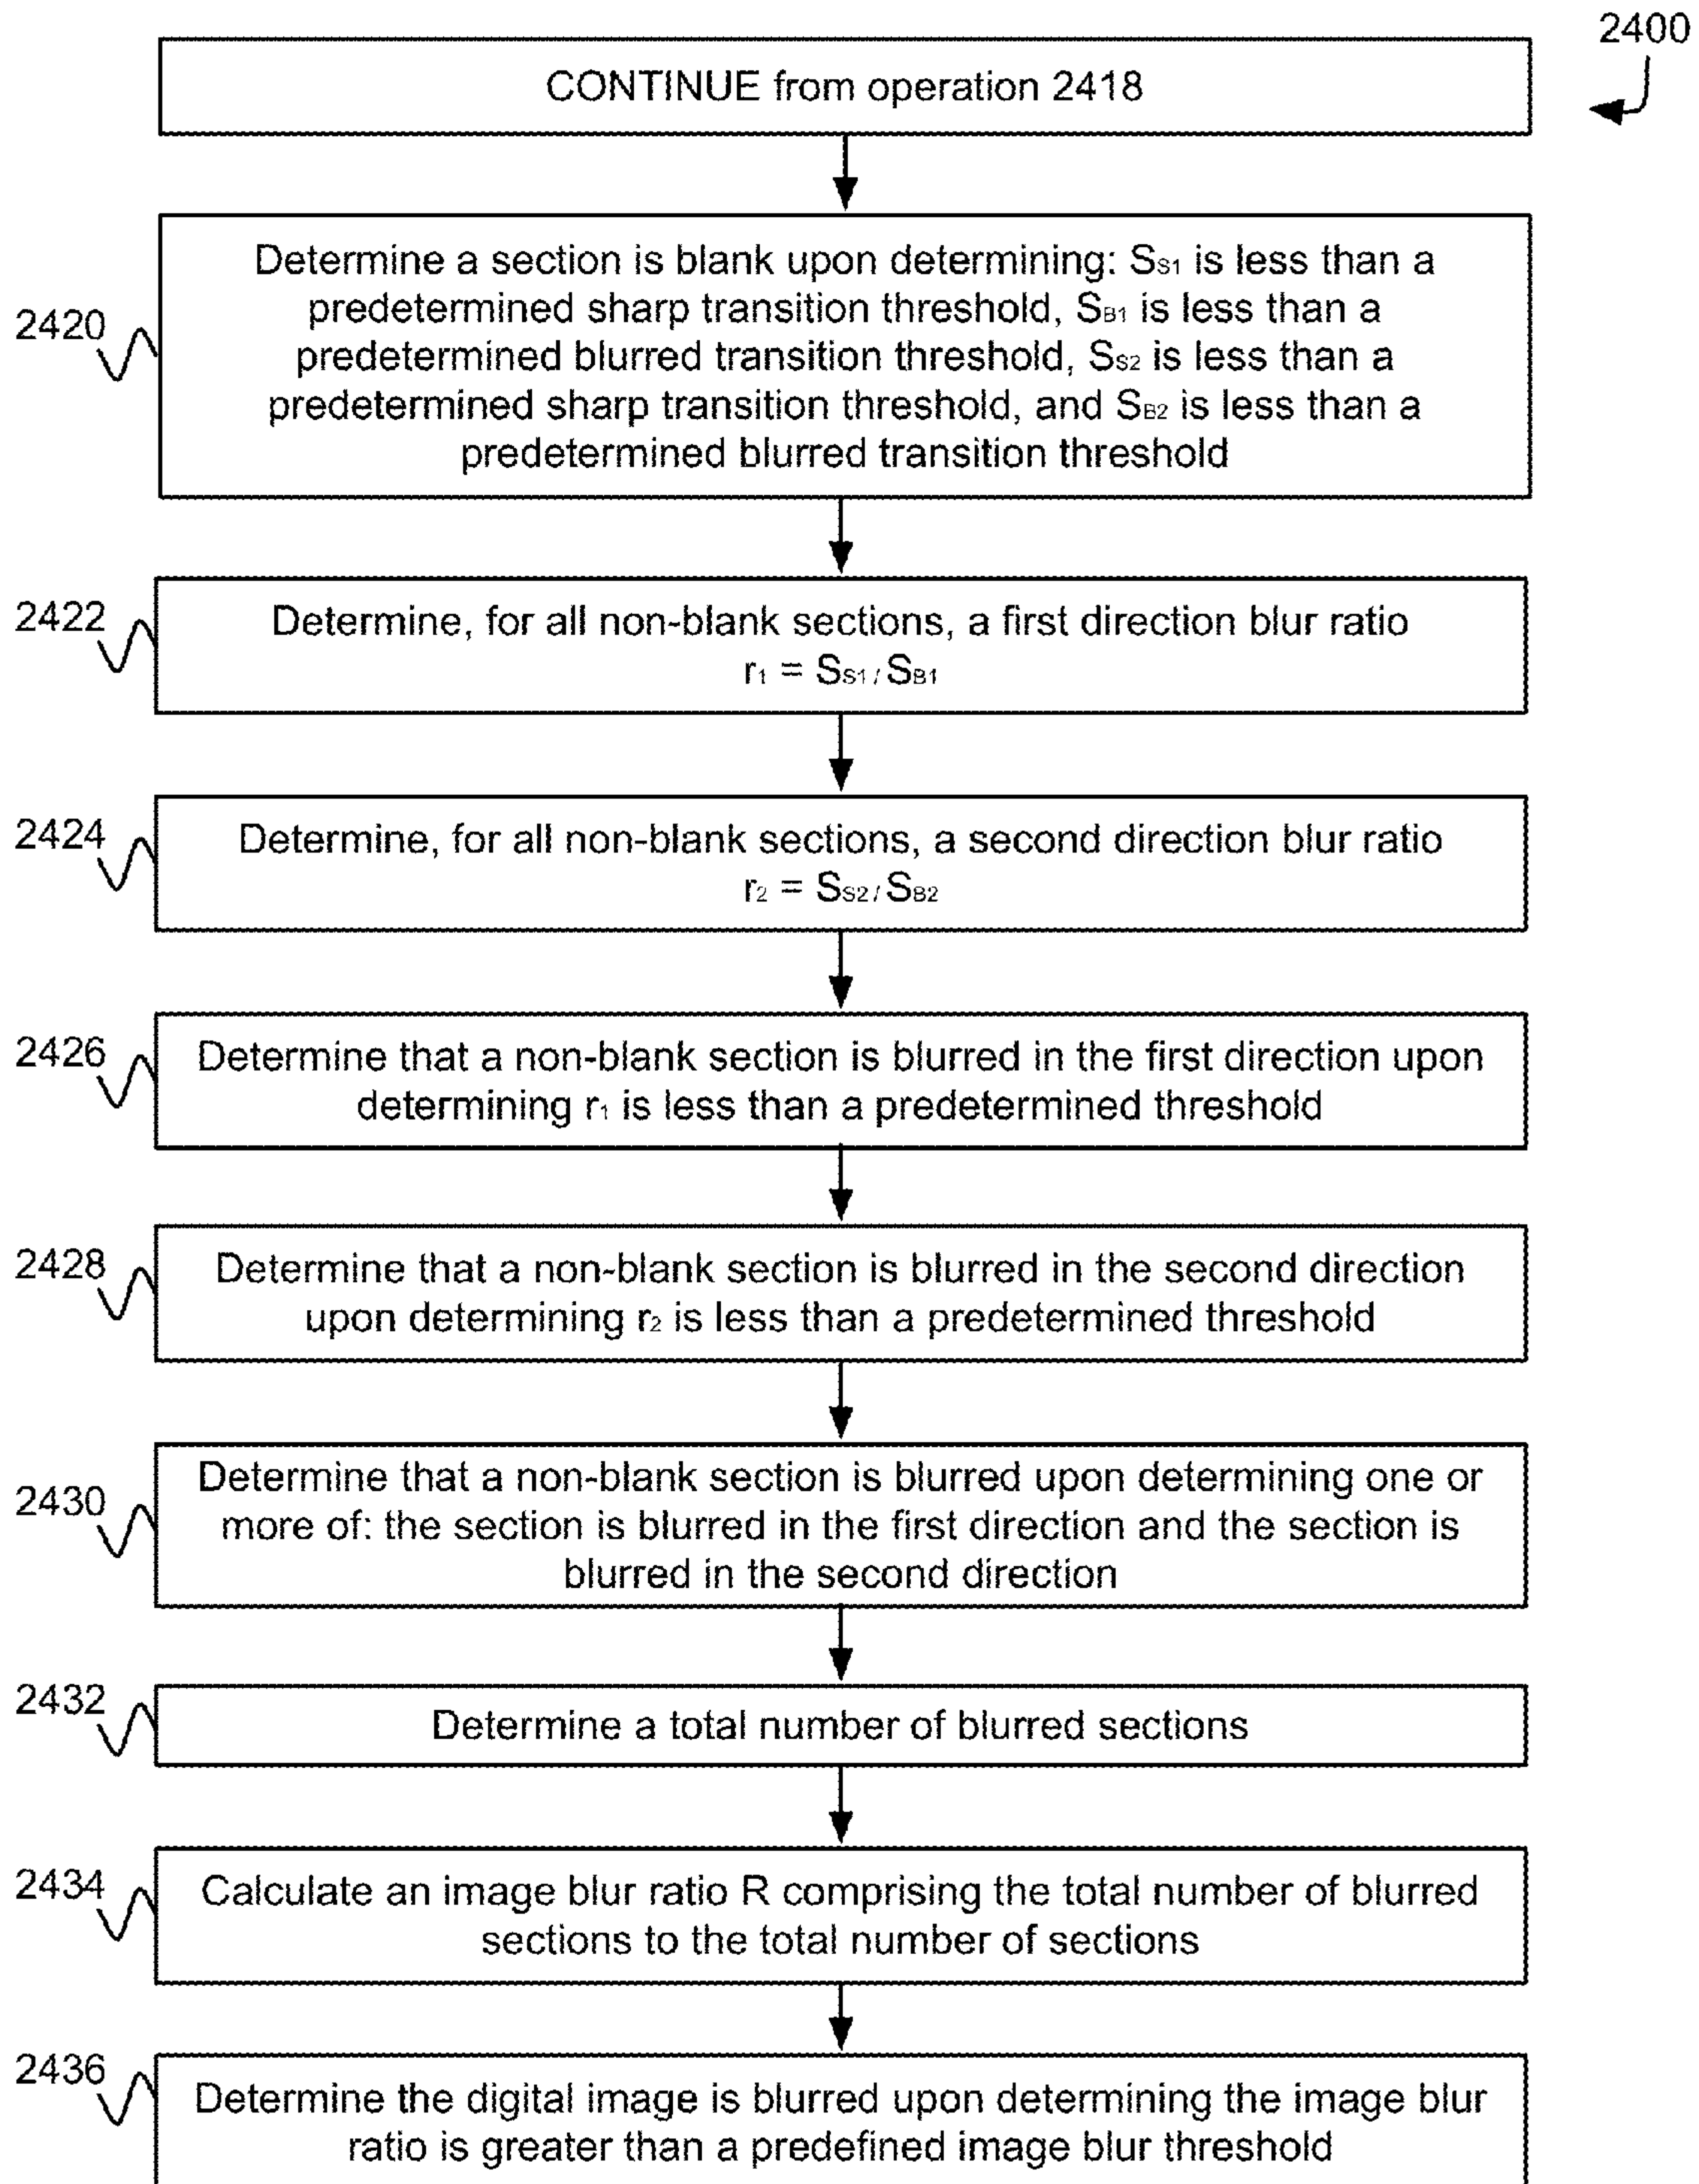 2400
CONTINUE from operation 2418
2420
Determine a section is blank upon determining: SS1 is less than a
predetermined sharp transition threshold, SB1 is less than a
predetermined blurred transition threshold, SS2 is less than a
predetermined sharp transition threshold, and SB2 is less than a
predetermined blurred transition threshold
2422
Determine, for all non-blank sections, a first direction blur ratio
r1 = SS1/SB1
2424
Determine, for all non-blank sections, a second direction blur ratio
r2 = SS2/SB2
2426
Determine that a non-blank section is blurred in the first direction upon
determining r1 is less than a predetermined threshold
2428
Determine that a non-blank section is blurred in the second direction
upon determining r2 is less than a predetermined threshold
2430
Determine that a non-blank section is blurred upon determining one or
more of: the section is blurred in the first direction and the section is
blurred in the second direction
2432
Determine a total number of blurred sections
2434
Calculate an image blur ratio R comprising the total number of blurred
sections to the total number of sections
2436
Determine the digital image is blurred upon determining the image blur
ratio is greater than a predefined image blur threshold